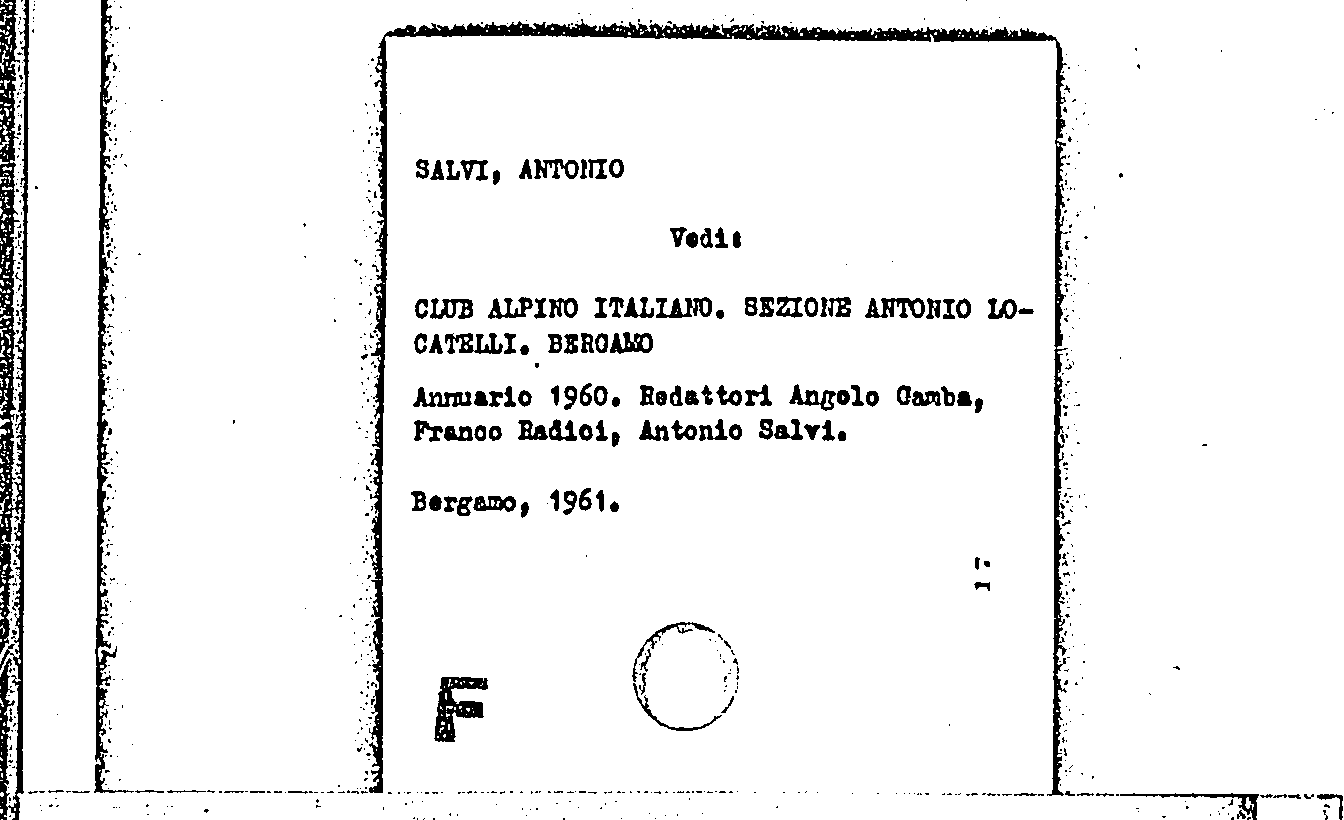 SALVI, ANTONIO
Vedi:
CLUB ALPINO ITALIANO. SEZIONE ANTONIO LO-
CATELLI. BERGAMO
Annuario 1960. Redattori Angelo Gamba,
Franco Radici, Antonio Salvi.
Bergamo, 1961.
17
F